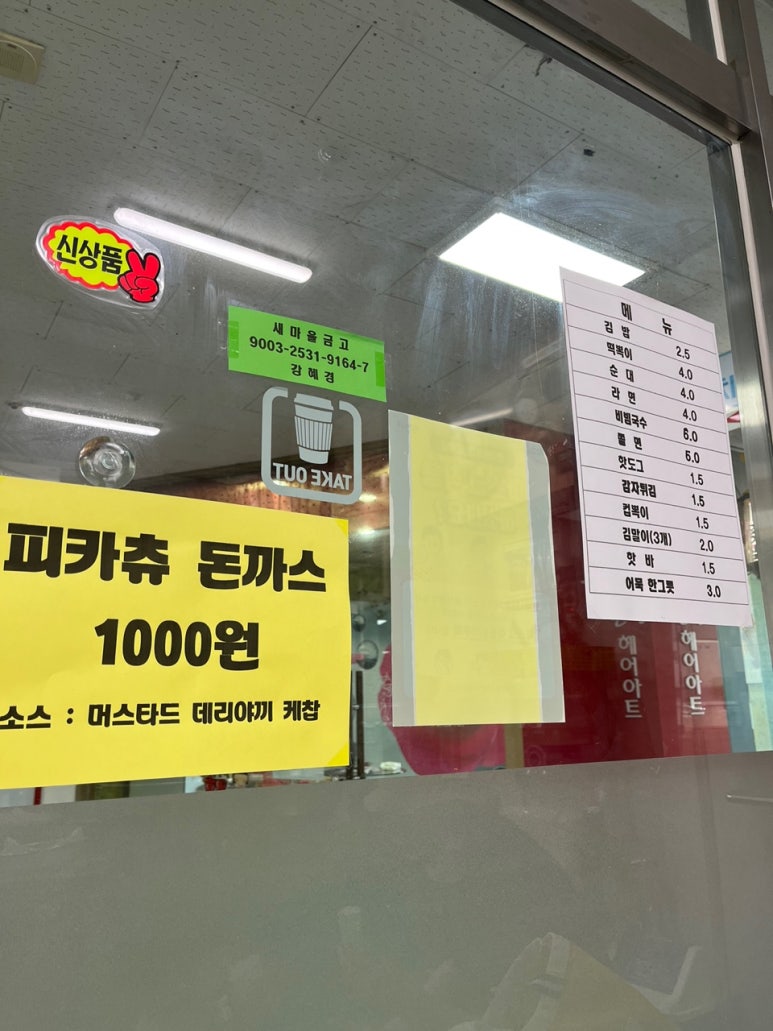 신상품
새마을금고
9003-2531-9164-7
강혜경
TAKE OUT
피카츄 돈까스
1000원
소스 : 머스타드 데리야끼 케찹
메 뉴
김 밥 2.5
떡뽁이 4.0
순 대 4.0
라 면 4.0
비빔국수 6.0
쫄 면 5.0
핫도그 1.5
감자튀김 1.5
컵뽁이 1.5
김말이(3개) 2.0
핫 바 1.5
어묵 한그릇 3.0
헤어아트
헤어아트